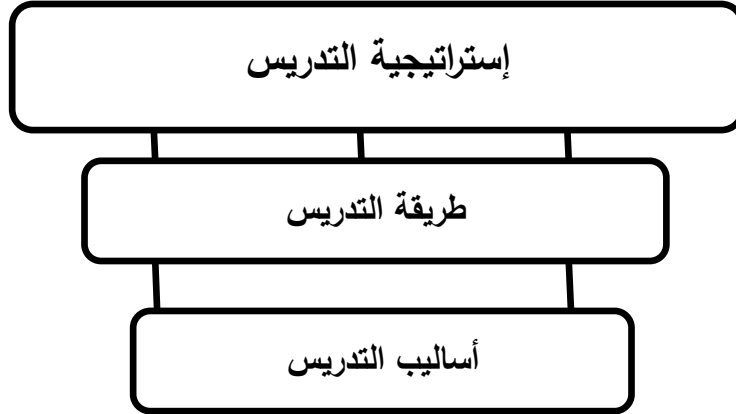 إستراتيجية التدريس
طريقة التدريس
أساليب التدريس